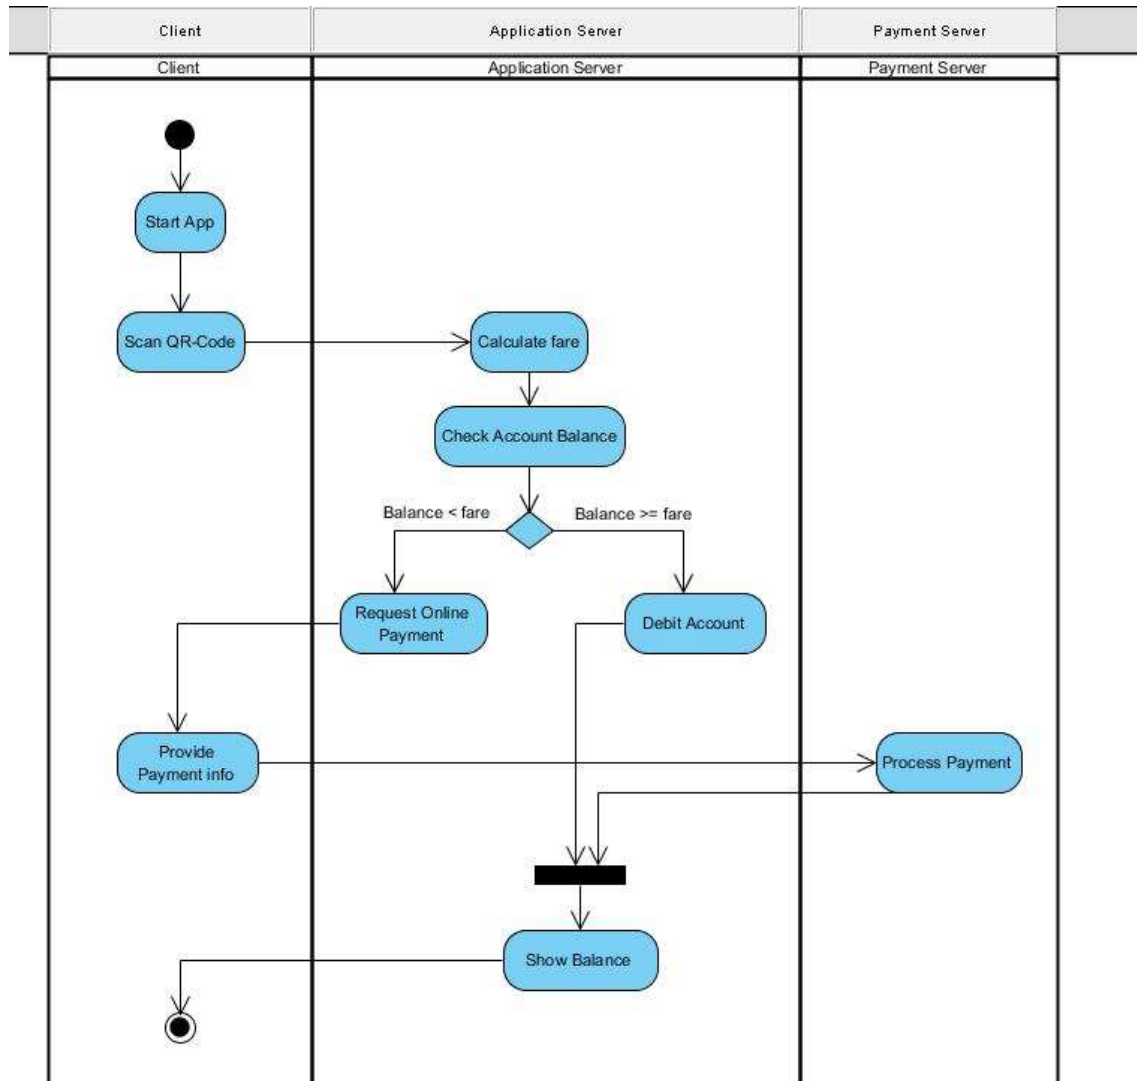 Client
Application Server
Payment Server
Client
Application Server
Payment Server
Start App
Scan QR-Code
Calculate fare
Check Account Balance
Balance < fare
Balance >= fare
Request Online
Payment
Debit Account
Provide
Payment info
Process Payment
Show Balance